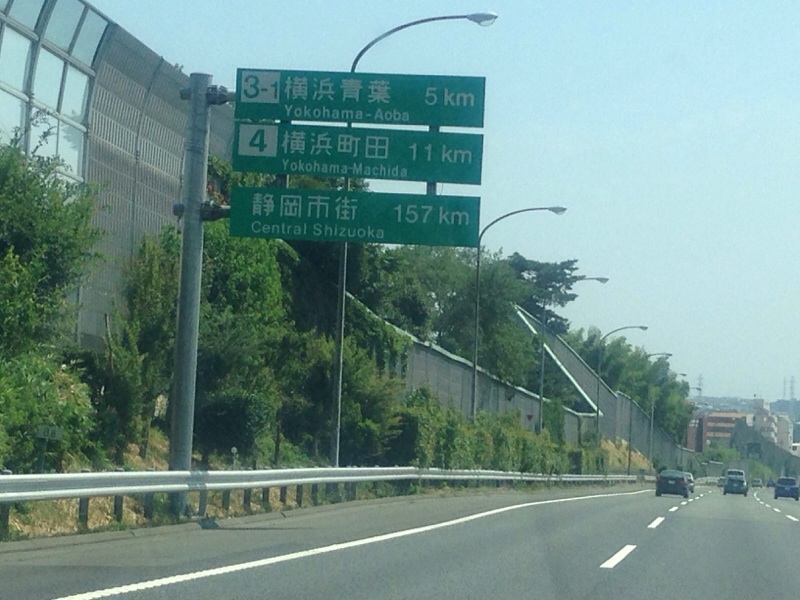 3-1 横浜青葉 5 km
Yokohama-Aoba
4 横浜町田 11 km
Yokohama-Machida
静岡市街 157 km
Central Shizuoka